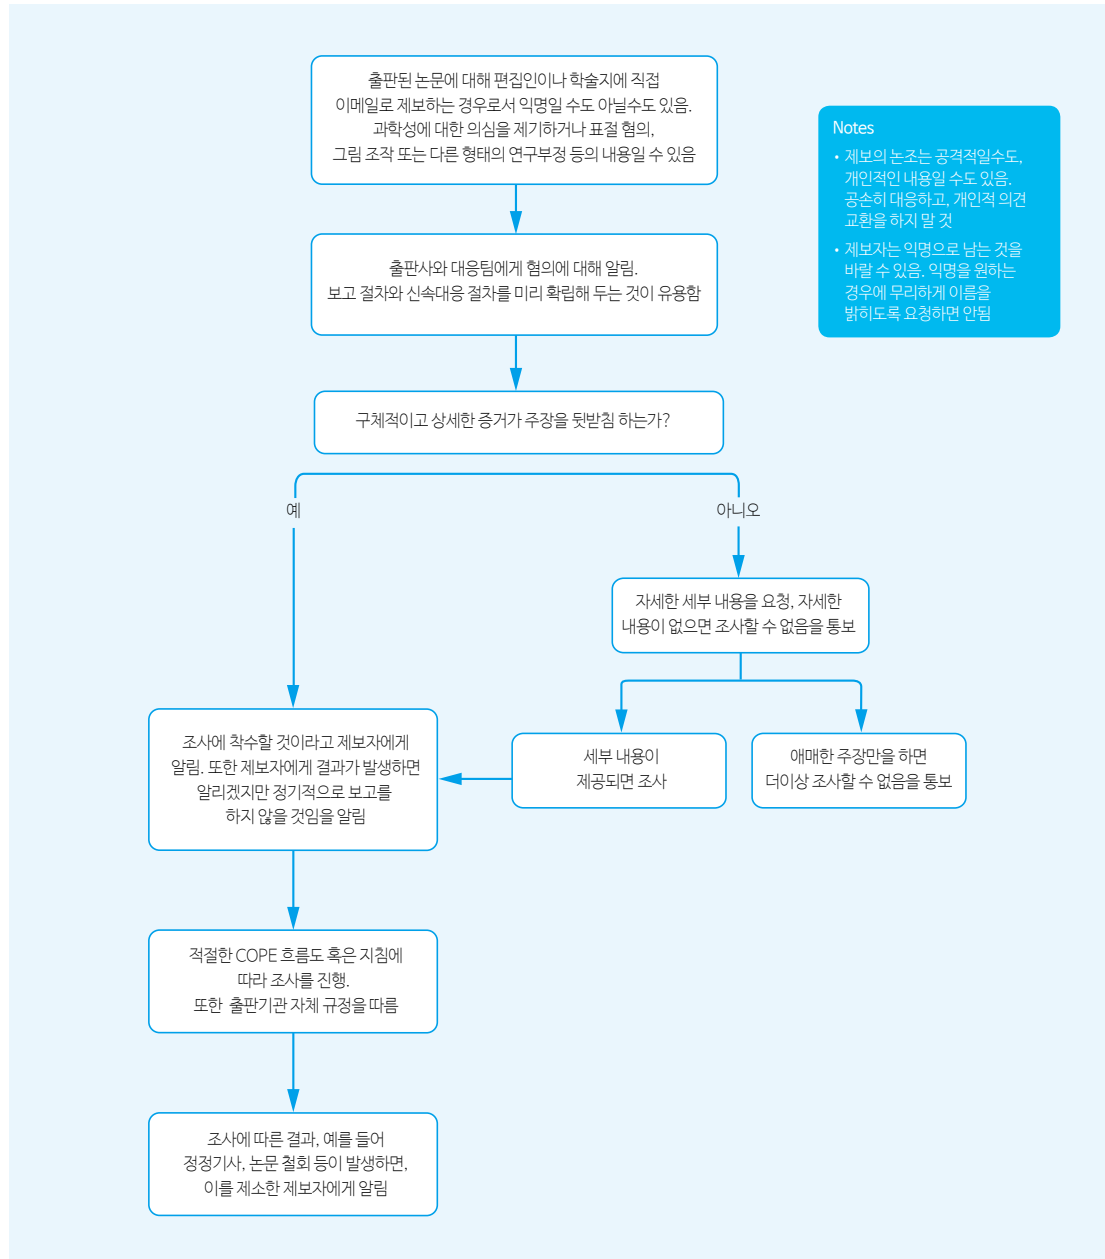 출판된 논문에 대해 편집인이나 학술지에 직접
이메일로 제보하는 경우로서 익명일 수도 아닐수도 있음.
과학성에 대한 의심을 제기하거나 표절 혐의,
그림 조작 또는 다른 형태의 연구부정 등의 내용일 수 있음
Notes
• 제보의 논조는 공격적일수도,
개인적인 내용일 수도 있음.
공손히 대응하고, 개인적 의견
교환을 하지 말 것
• 제보자는 익명으로 남는 것을
바랄 수 있음. 익명을 원하는
경우에 무리하게 이름을
밝히도록 요청하면 안됨
출판사와 대응팀에게 혐의에 대해 알림.
보고 절차와 신속대응 절차를 미리 확립해 두는 것이 유용함
구체적이고 상세한 증거가 주장을 뒷받침 하는가?
예
아니오
자세한 세부 내용을 요청, 자세한
내용이 없으면 조사할 수 없음을 통보
조사에 착수할 것이라고 제보자에게
알림. 또한 제보자에게 결과가 발생하면
알리겠지만 정기적으로 보고를
하지 않을 것임을 알림
세부 내용이
제공되면 조사
애매한 주장만을 하면
더이상 조사할 수 없음을 통보
적절한 COPE 흐름도 혹은 지침에
따라 조사를 진행.
또한 출판기관 자체 규정을 따름
조사에 따른 결과, 예를 들어
정정기사, 논문 철회 등이 발생하면,
이를 제소한 제보자에게 알림